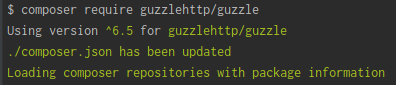 $ composer require guzzlehttp/guzzle
Using version ^6.5 for guzzlehttp/guzzle
./composer.json has been updated
Loading composer repositories with package information